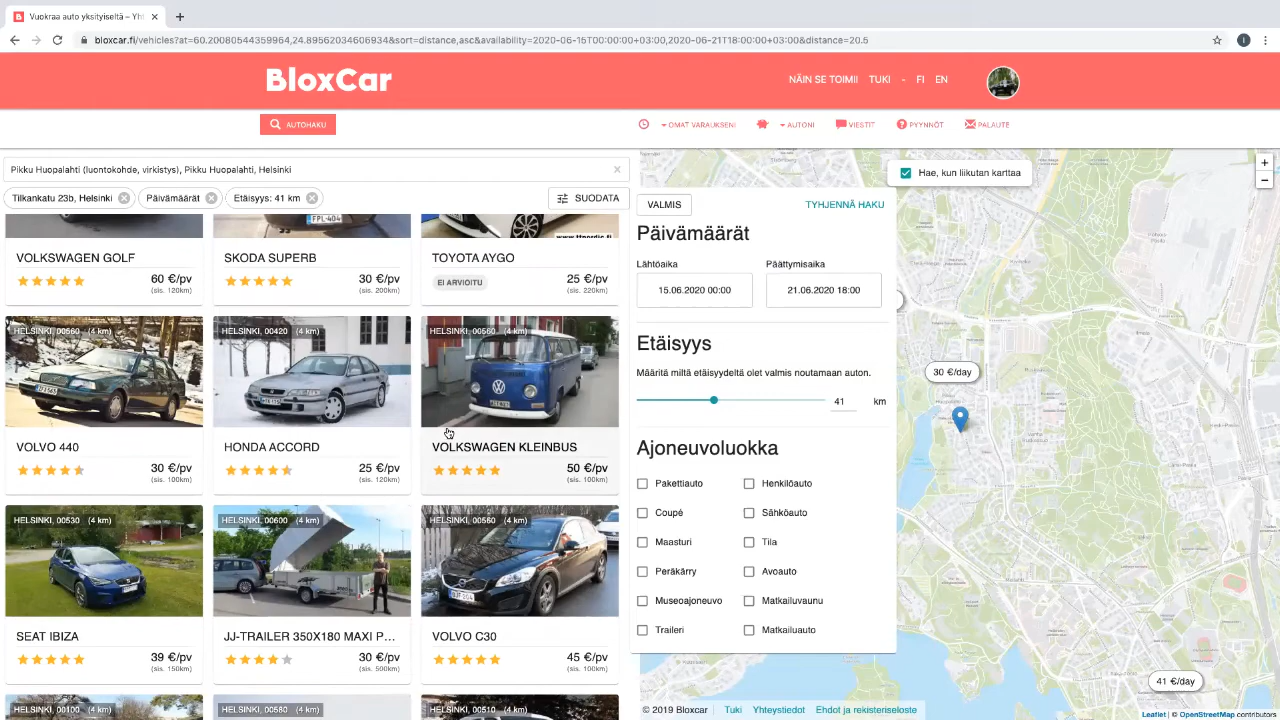 Vuokraa auto yksityiseltä – Yht
bloxcar.fi/vehicles?at=60.20080544359964,24.89562034606934&sort=distance,asc&availability=2020-06-15T00:00:00+03:00,2020-06-21T18:00:00+03:00&distance=20.5
BloxCar
NÄIN SE TOIMII TUKI - FI EN
AUTOHAKU
OMAT VARAUKSENI AUTONI VIESTIT PYYNNÖT PALAUTE
Pikku Huopalahti (luontokohde, virkistys), Pikku Huopalahti, Helsinki
Tilkankatu 23b, Helsinki Päivämäärät Etäisyys: 41 km SUODATA
FPL-404
VOLKSWAGEN GOLF
60 €/pv
(sis. 120km)
SKODA SUPERB
30 €/pv
(sis. 200km)
TOYOTA AYGO
EI ARVIOITU 25 €/pv
(sis. 220km)
HELSINKI, 00560 (4 km)
VOLVO 440
30 €/pv
(sis. 100km)
HELSINKI, 00420 (4 km)
HONDA ACCORD
25 €/pv
(sis. 120km)
HELSINKI, 00560 (4 km)
VOLKSWAGEN KLEINBUS
50 €/pv
(sis. 100km)
HELSINKI, 00530 (4 km)
SEAT IBIZA
39 €/pv
(sis. 150km)
HELSINKI, 00600 (4 km)
JJ-TRAILER 350X180 MAXI P...
30 €/pv
(sis. 500km)
HELSINKI, 00560 (4 km)
VOLVO C30
45 €/pv
(sis. 100km)
HELSINKI, 00100 (4 km)
HELSINKI, 00580 (4 km)
HELSINKI, 00510 (4 km)
VALMIS TYHJENNÄ HAKU
Päivämäärät
Lähtöaika Päättymisaika
15.06.2020 00:00 21.06.2020 18:00
Etäisyys
Määritä miltä etäisyydeltä olet valmis noutamaan auton.
41 km
Ajoneuvoluokka
Pakettiauto Henkilöauto
Coupè Sähköauto
Maasturi Tila
Peräkärry Avoauto
Museoajoneuvo Matkailuvaunu
Traileri Matkailuauto
Hae, kun liikutan karttaa
+
−
30 €/day
41 €/day
© 2019 Bloxcar Tuki Yhteystiedot Ehdot ja rekisteriseloste
Leaflet | © OpenStreetMap contributors